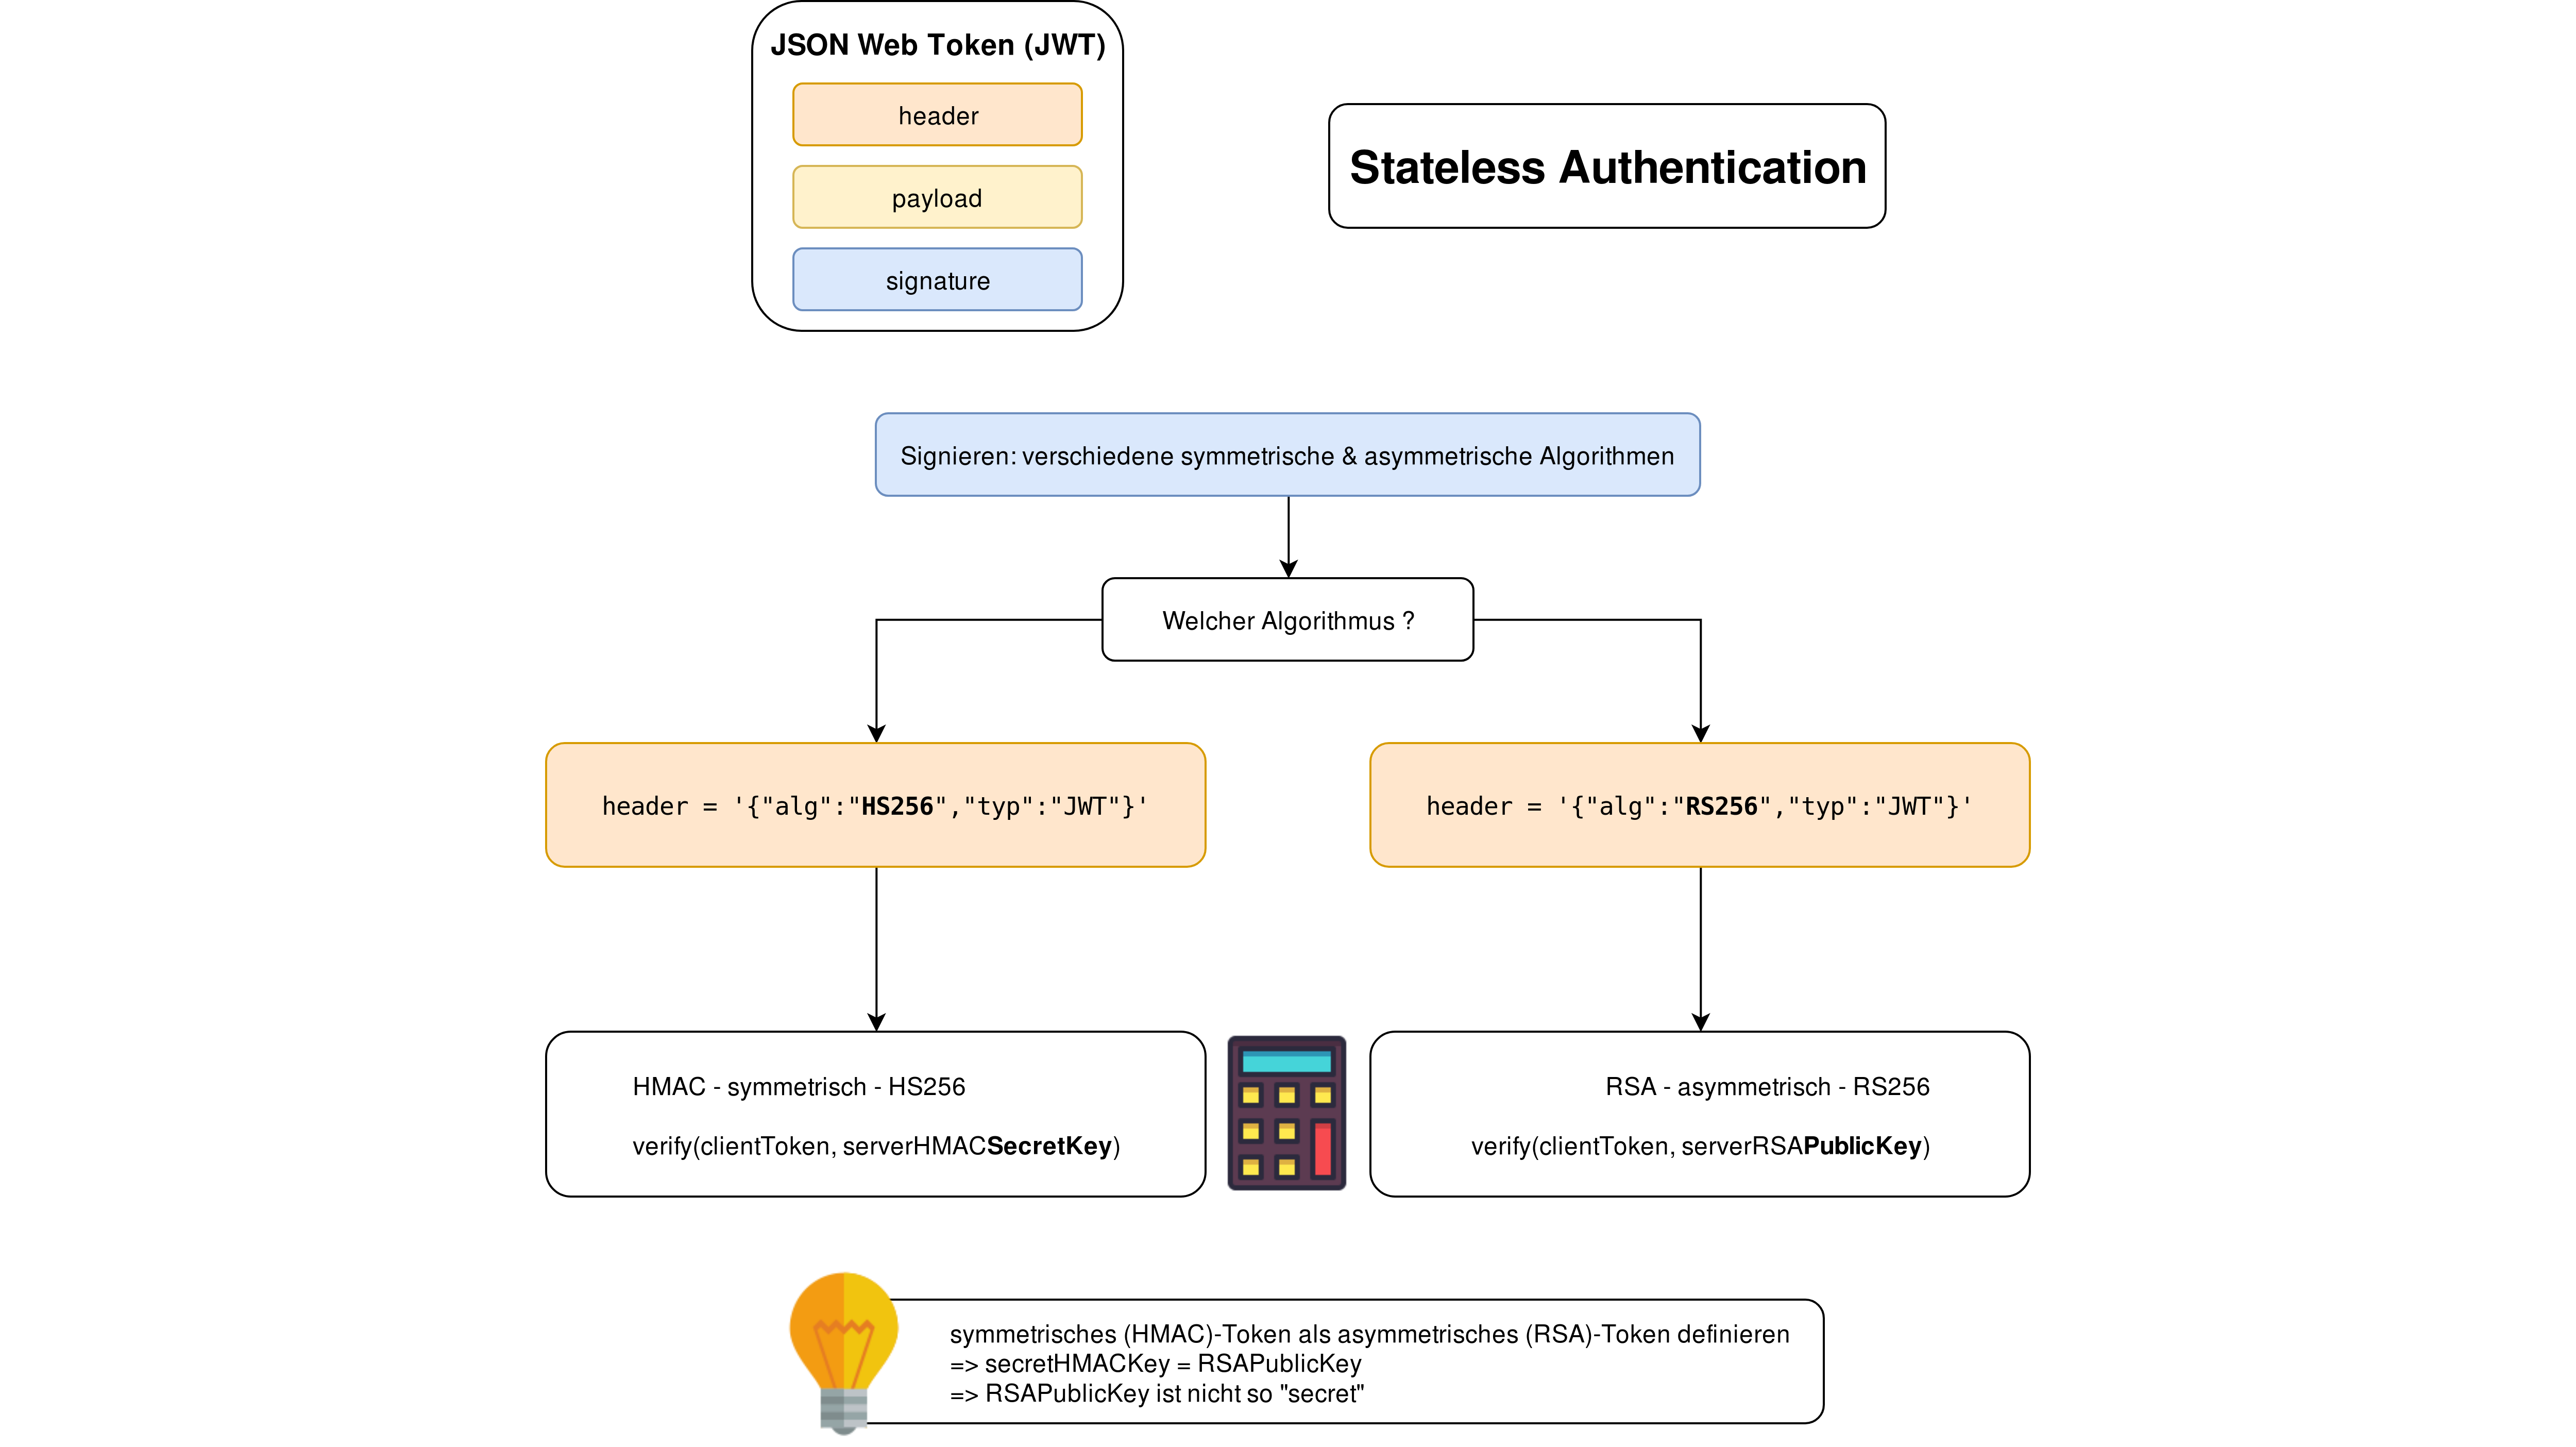 JSON Web Token (JWT)
header
payload
signature
Stateless Authentication
Signieren: verschiedene symmetrische & asymmetrische Algorithmen
Welcher Algorithmus ?
header = '{"alg":"HS256","typ":"JWT"}'
header = '{"alg":"RS256","typ":"JWT"}'
HMAC - symmetrisch - HS256
verify(clientToken, serverHMACSecretKey)
RSA - asymmetrisch - RS256
verify(clientToken, serverRSAPublicKey)
symmetrisches (HMAC)-Token als asymmetrisches (RSA)-Token definieren
=> secretHMACKey = RSAPublicKey
=> RSAPublicKey ist nicht so "secret"